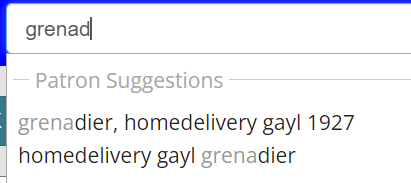 grenad
Patron Suggestions
grenadier, homedelivery gayl 1927
homedelivery gayl grenadier